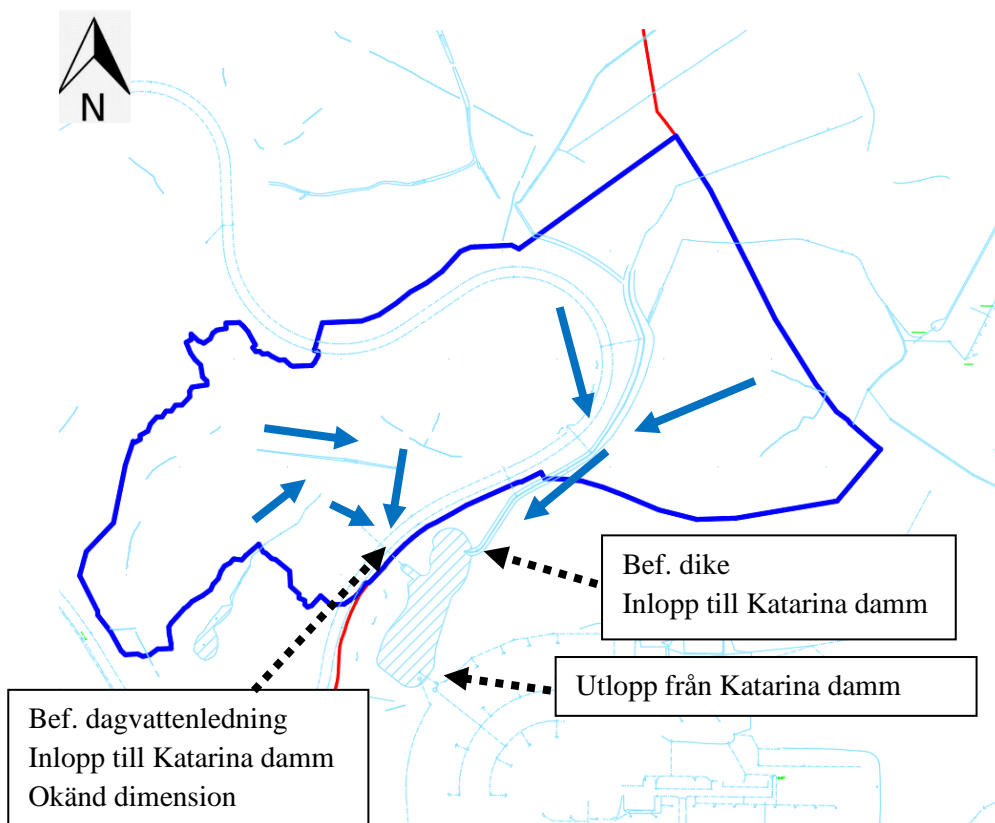 N
Bef. dike
Inlopp till Katarina damm
Utlopp från Katarina damm
Bef. dagvattenledning
Inlopp till Katarina damm
Okänd dimension